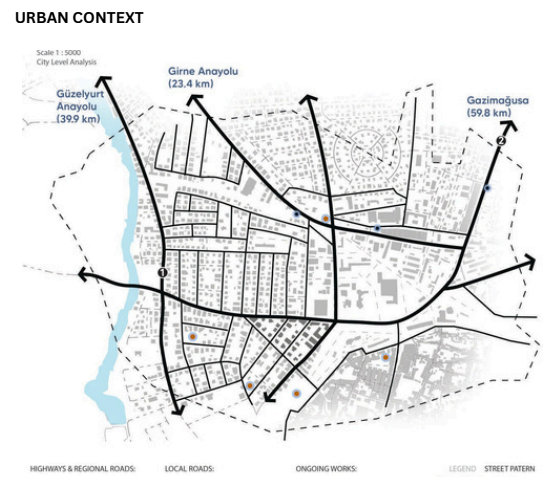 URBAN CONTEXT
Scale 1 : 5000
City Level Analysis
Güzelyurt
Anayolu
(39.9 km)
Girne Anayolu
(23.4 km)
Gazimağusa
(59.8 km)
2
1
HIGHWAYS & REGIONAL ROADS: LOCAL ROADS: ONGOING WORKS: LEGEND STREET PATERN